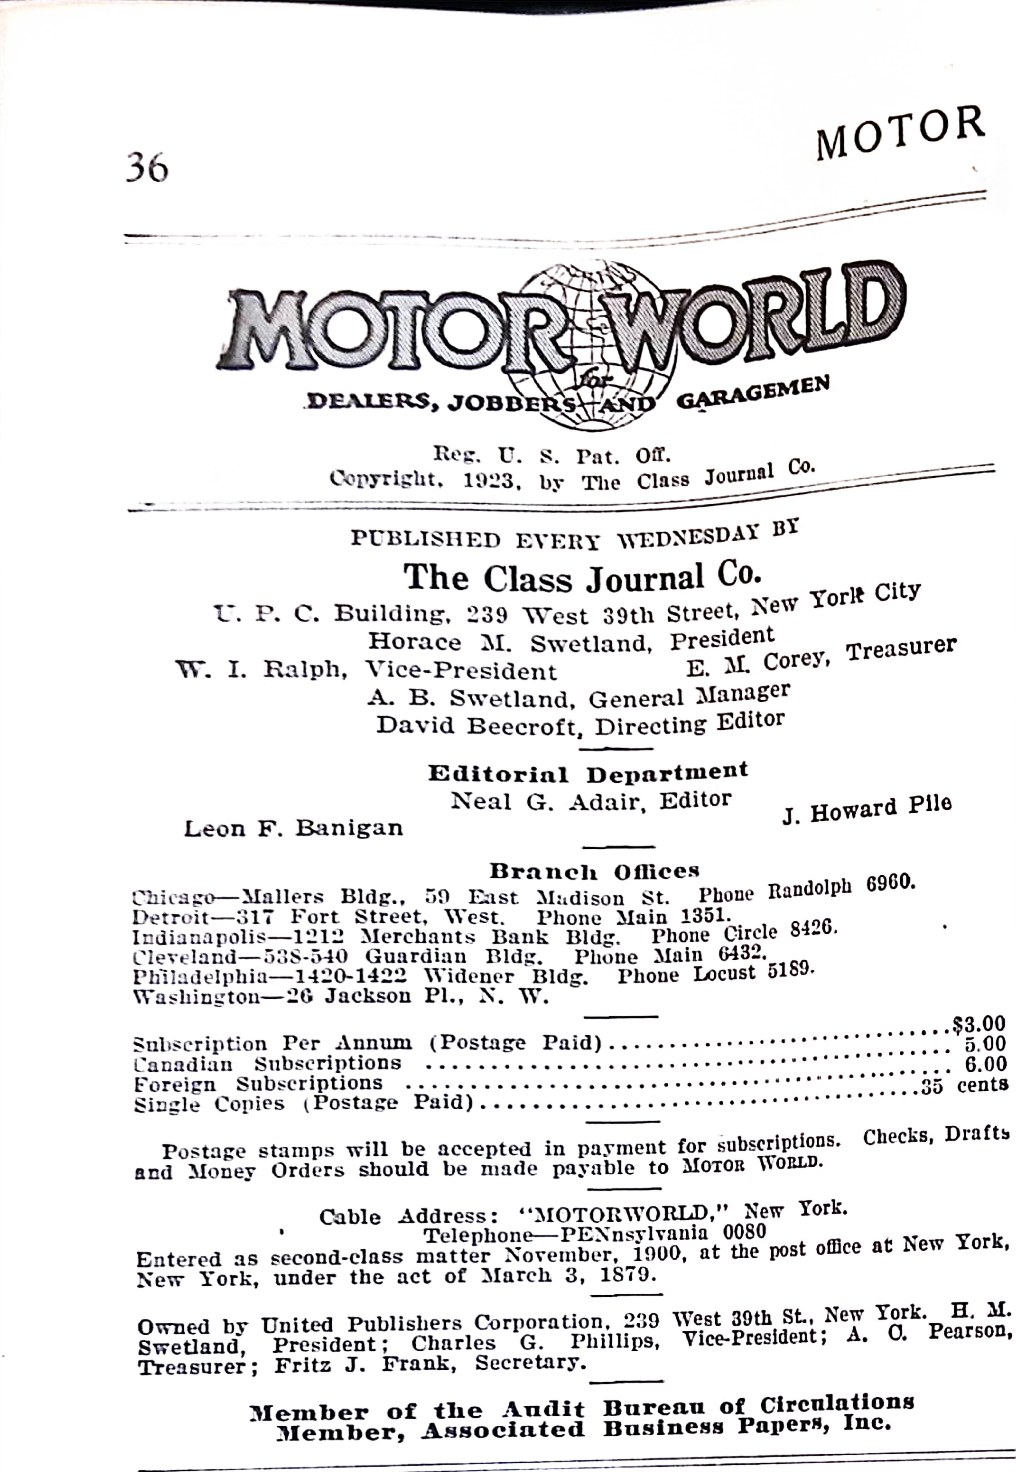 36
MOTOR
MOTOR WORLD
for
DEALERS, JOBBERS AND GARAGEMEN
Reg. U. S. Pat. Off.
Copyright, 1923, by The Class Journal Co.
PUBLISHED EVERY WEDNESDAY BY
The Class Journal Co.
U. P. C. Building, 239 West 39th Street, New York City
Horace M. Swetland, President
W. I. Ralph, Vice-President E. M. Corey, Treasurer
A. B. Swetland, General Manager
David Beecroft, Directing Editor
Editorial Department
Neal G. Adair, Editor
Leon F. Banigan J. Howard Pile
Branch Offices
Chicago—Mallers Bldg., 59 East Madison St. Phone Randolph 6960.
Detroit—317 Fort Street, West. Phone Main 1351.
Indianapolis—1212 Merchants Bank Bldg. Phone Circle 8426.
Cleveland—538-540 Guardian Bldg. Phone Main 6432.
Philadelphia—1420-1422 Widener Bldg. Phone Locust 5189.
Washington—26 Jackson Pl., N. W.
Subscription Per Annum (Postage Paid)..............................$3.00
Canadian Subscriptions .............................................. 5.00
Foreign Subscriptions ................................................ 6.00
Single Copies (Postage Paid)......................................35 cents
Postage stamps will be accepted in payment for subscriptions. Checks, Drafts
and Money Orders should be made payable to MOTOR WORLD.
Cable Address: "MOTORWORLD," New York.
Telephone—PENnsylvania 0080
Entered as second-class matter November, 1900, at the post office at New York,
New York, under the act of March 3, 1879.
Owned by United Publishers Corporation, 239 West 39th St., New York. H. M.
Swetland, President; Charles G. Phillips, Vice-President; A. O. Pearson,
Treasurer; Fritz J. Frank, Secretary.
Member of the Audit Bureau of Circulations
Member, Associated Business Papers, Inc.